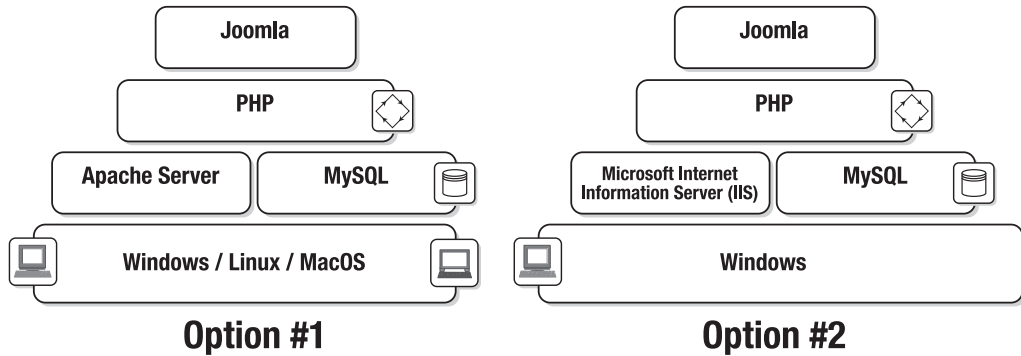 Joomla
PHP
Apache Server
MySQL
Windows / Linux / MacOS
Option #1
Joomla
PHP
Microsoft Internet
Information Server (IIS)
MySQL
Windows
Option #2